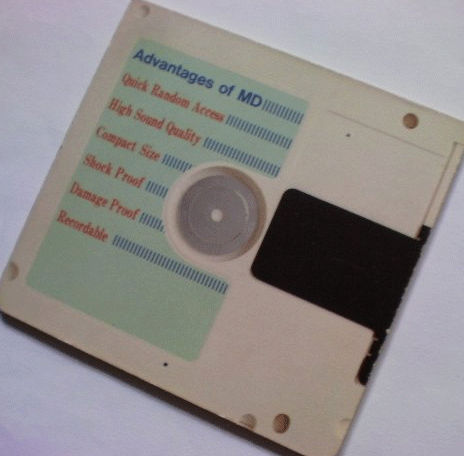 Advantages of MD
Quick Random Access
High Sound Quality
Compact Size
Shock Proof
Damage Proof
Recordable